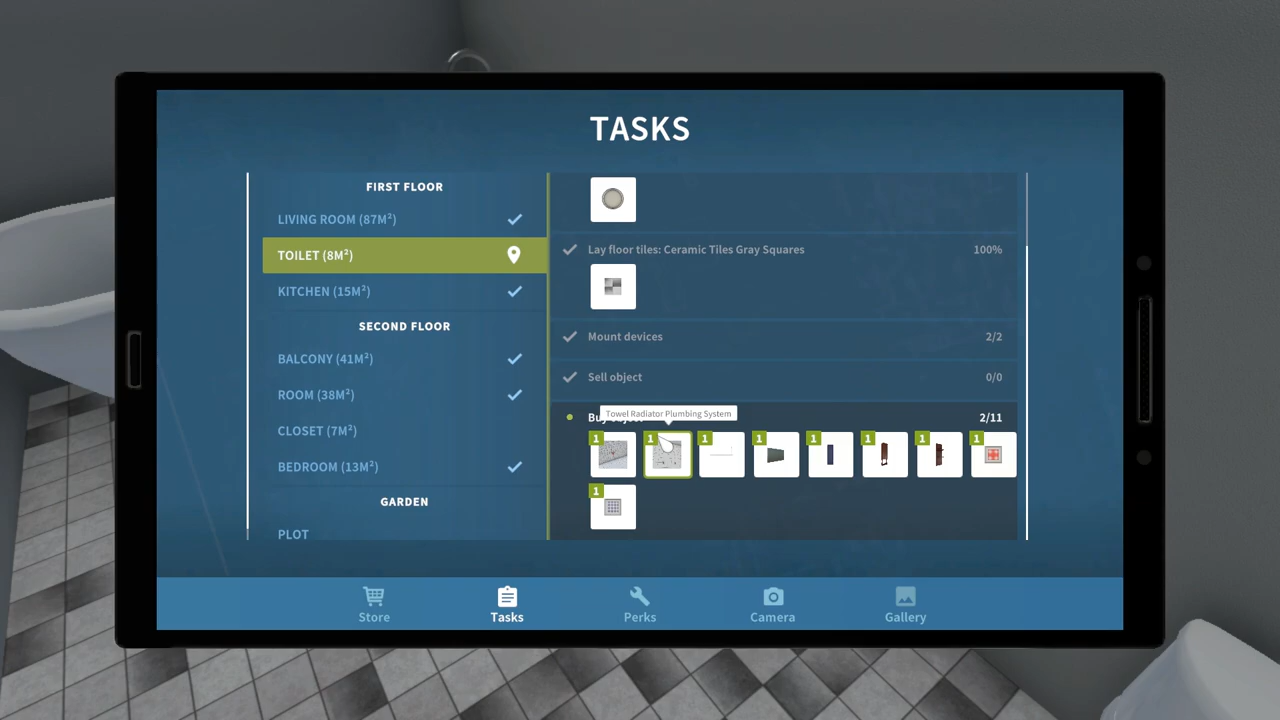 TASKS
FIRST FLOOR
LIVING ROOM (87M²)
TOILET (8M²)
KITCHEN (15M²)
SECOND FLOOR
BALCONY (41M²)
ROOM (38M²)
CLOSET (7M²)
BEDROOM (13M²)
GARDEN
PLOT
Lay floor tiles: Ceramic Tiles Gray Squares 100%
Mount devices 2/2
Sell object 0/0
Towel Radiator Plumbing System
2/11
1 1 1 1 1 1 1 1
1
Store Tasks Perks Camera Gallery